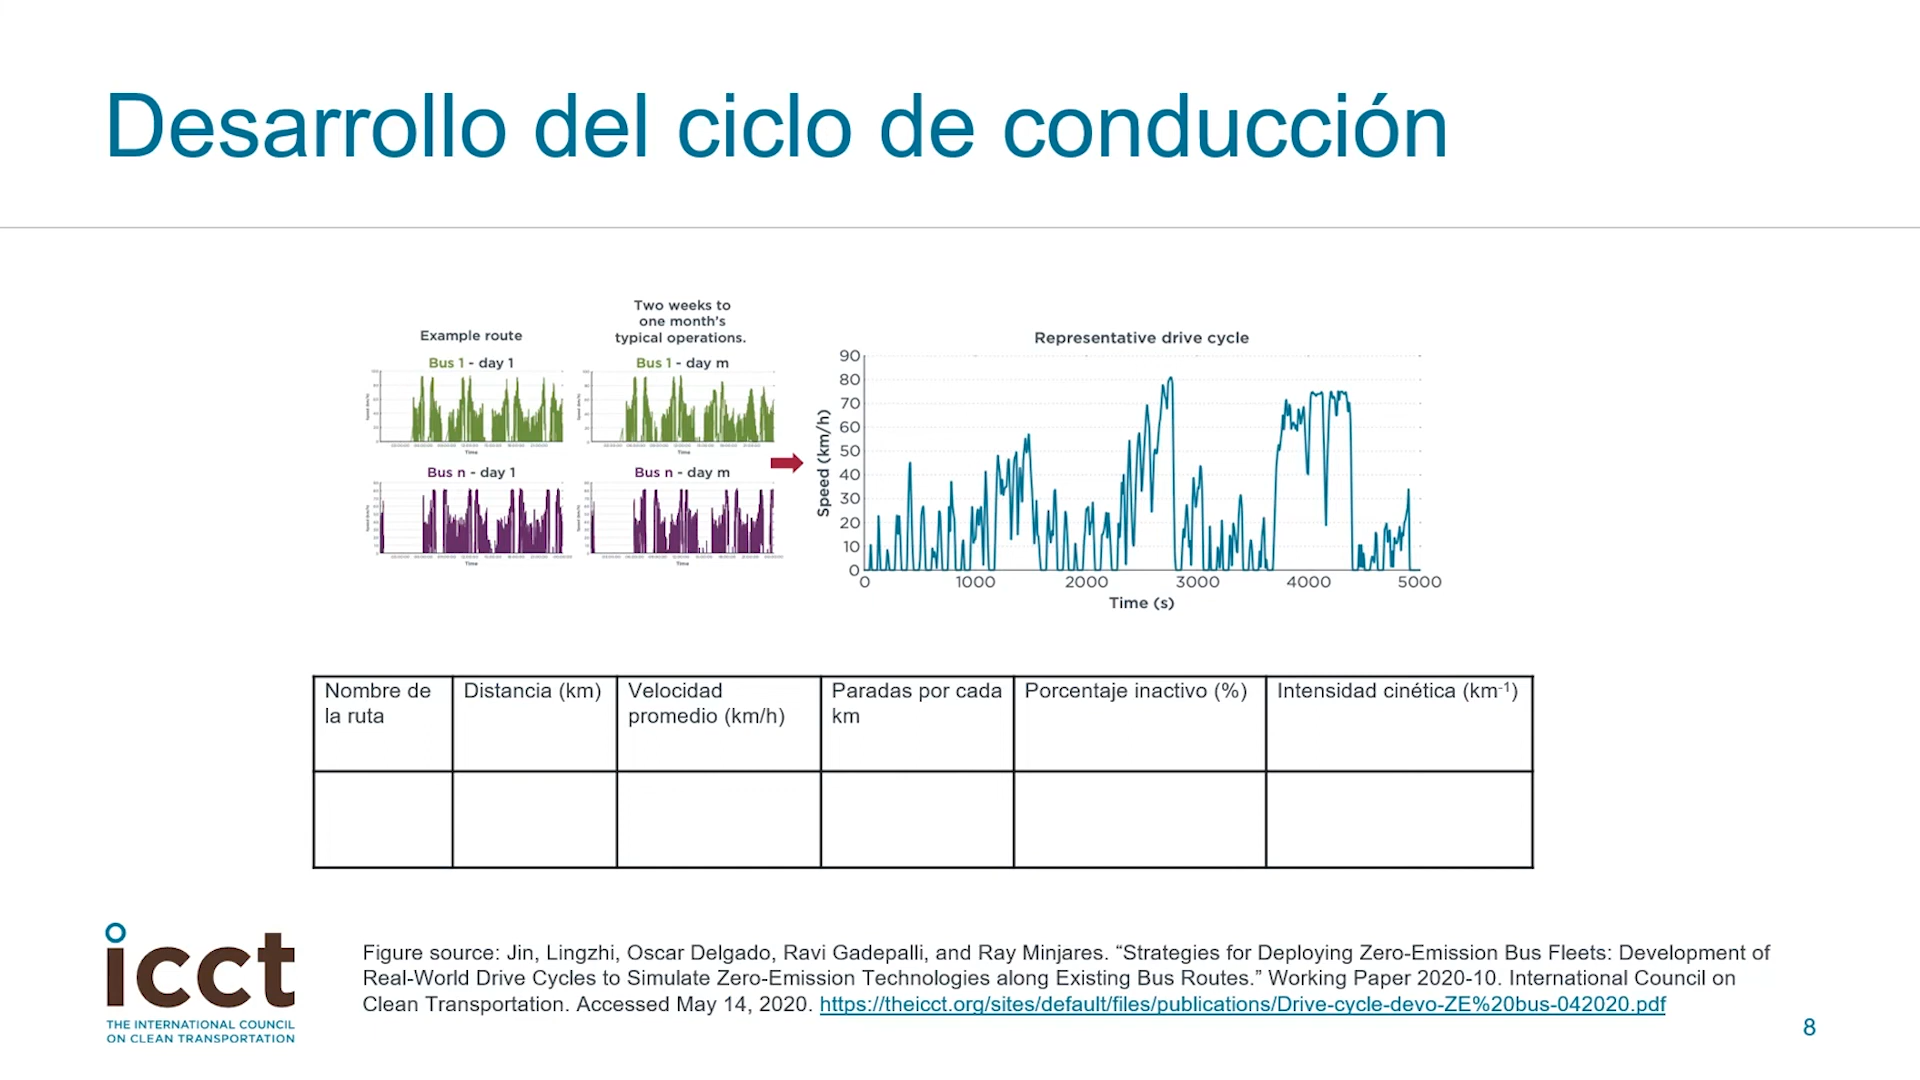 Desarrollo del ciclo de conducción
Example route
Two weeks to
one month's
typical operations.
Bus 1 - day 1
Bus 1 - day m
Time
Time
Bus n - day 1
Bus n - day m
Time
Time
Representative drive cycle
Speed (km/h)
90
80
70
60
50
40
30
20
10
0
0 1000 2000 3000 4000 5000
Time (s)
Nombre de
la ruta
Distancia (km)
Velocidad
promedio (km/h)
Paradas por cada
km
Porcentaje inactivo (%)
Intensidad cinética (km⁻¹)
icct
THE INTERNATIONAL COUNCIL
ON CLEAN TRANSPORTATION
Figure source: Jin, Lingzhi, Oscar Delgado, Ravi Gadepalli, and Ray Minjares. “Strategies for Deploying Zero-Emission Bus Fleets: Development of
Real-World Drive Cycles to Simulate Zero-Emission Technologies along Existing Bus Routes.” Working Paper 2020-10. International Council on
Clean Transportation. Accessed May 14, 2020. https://theicct.org/sites/default/files/publications/Drive-cycle-devo-ZE%20bus-042020.pdf
8